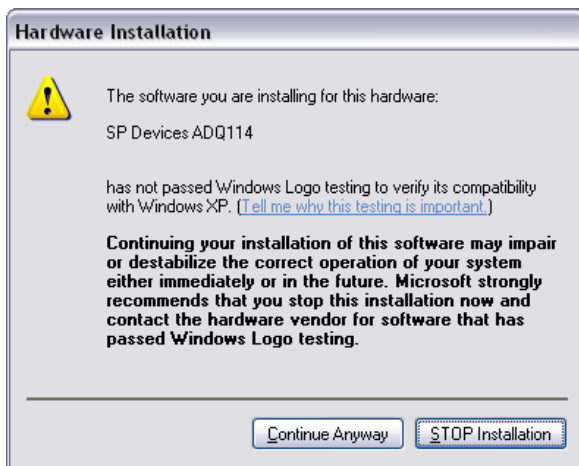 Hardware Installation
The software you are installing for this hardware:
SP Devices ADQ114
has not passed Windows Logo testing to verify its compatibility
with Windows XP. (Tell me why this testing is important.)
Continuing your installation of this software may impair
or destabilize the correct operation of your system
either immediately or in the future. Microsoft strongly
recommends that you stop this installation now and
contact the hardware vendor for software that has
passed Windows Logo testing.
Continue Anyway STOP Installation